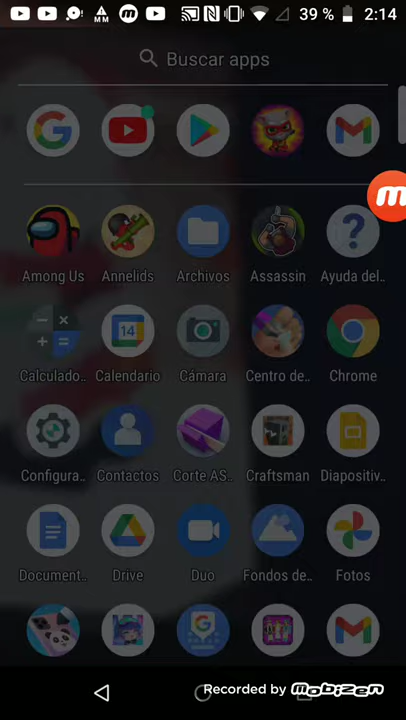 MM 39 % 2:14
Buscar apps
Among Us Annelids Archivos Assassin Ayuda del..
14
Calculado.. Calendario Cámara Centro de.. Chrome
Configura.. Contactos Corte AS.. Craftsman Diapositiv..
Document.. Drive Duo Fondos de.. Fotos
Recorded by MOBIZEN